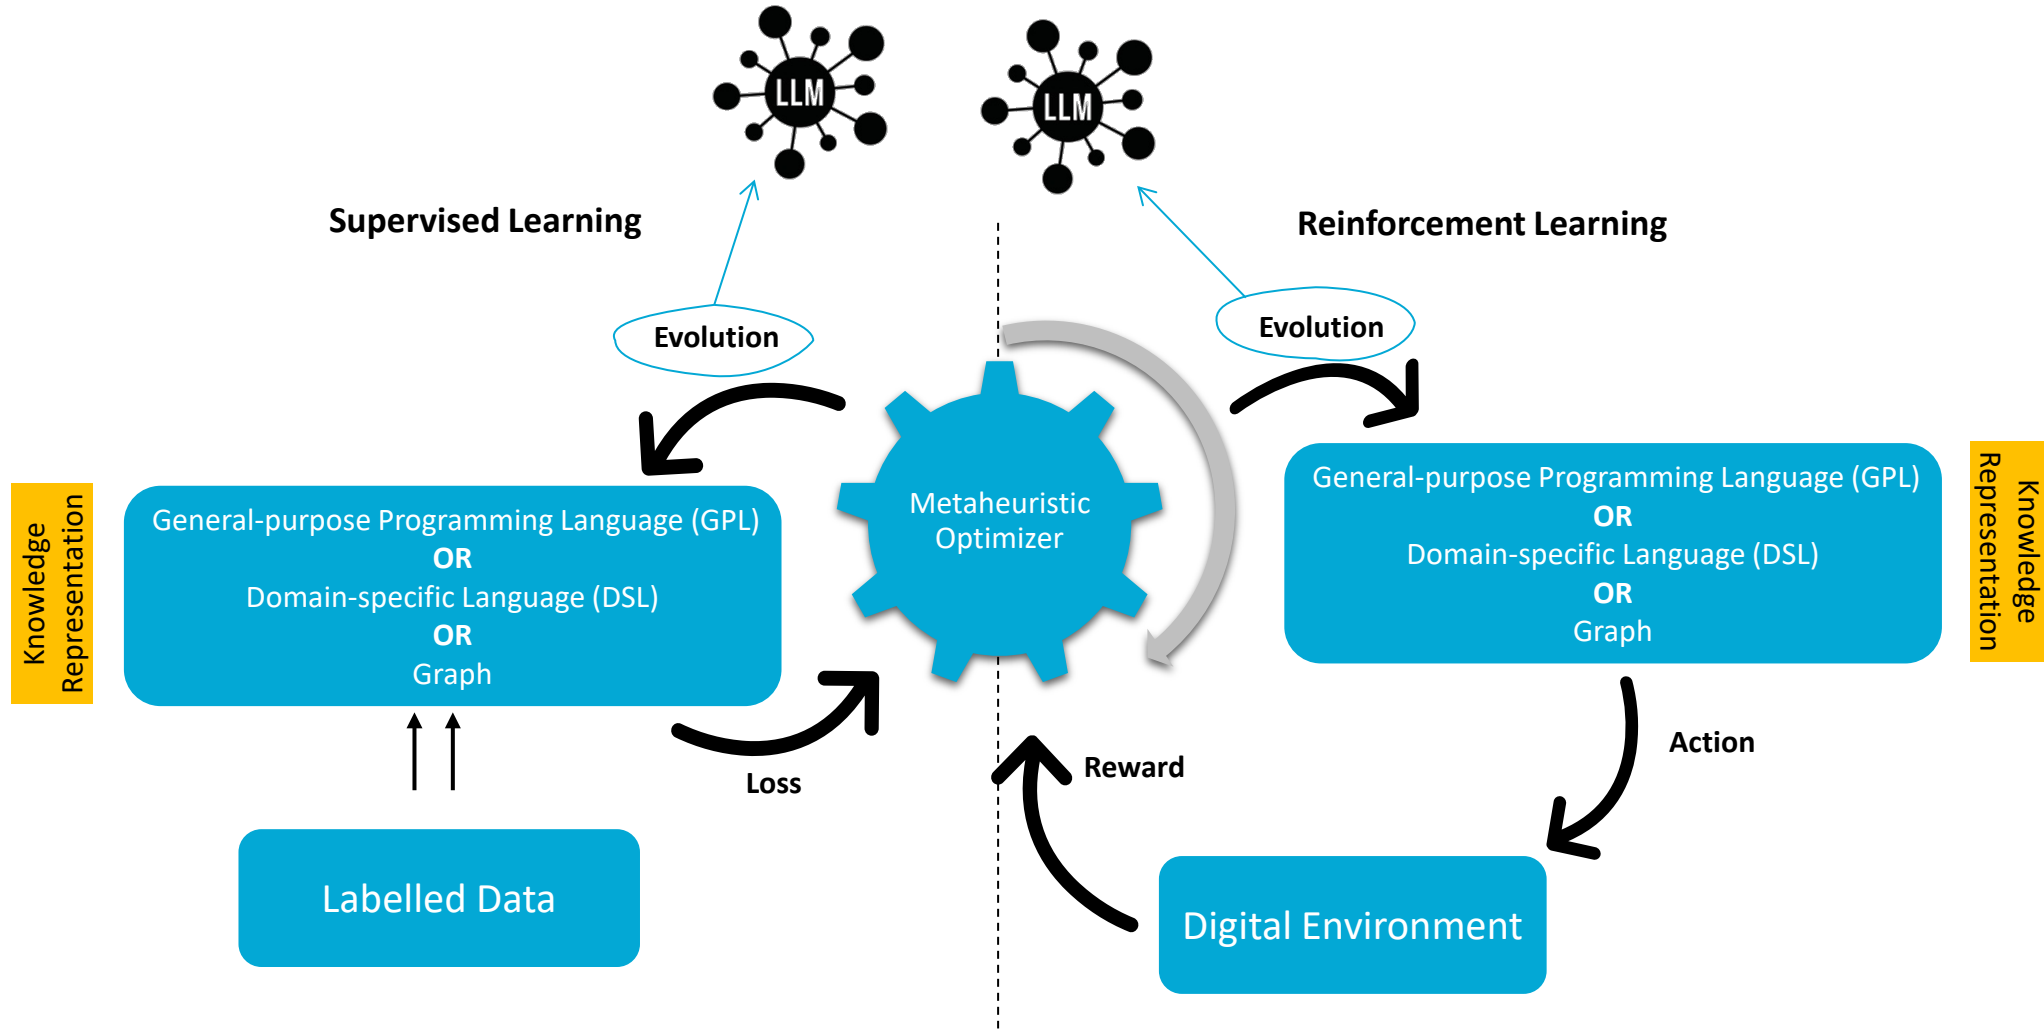 LLM
LLM
Supervised Learning
Reinforcement Learning
Evolution
Evolution
Knowledge
Representation
General-purpose Programming Language (GPL)
OR
Domain-specific Language (DSL)
OR
Graph
Metaheuristic
Optimizer
General-purpose Programming Language (GPL)
OR
Domain-specific Language (DSL)
OR
Graph
Knowledge
Representation
Loss
Reward
Action
Labelled Data
Digital Environment